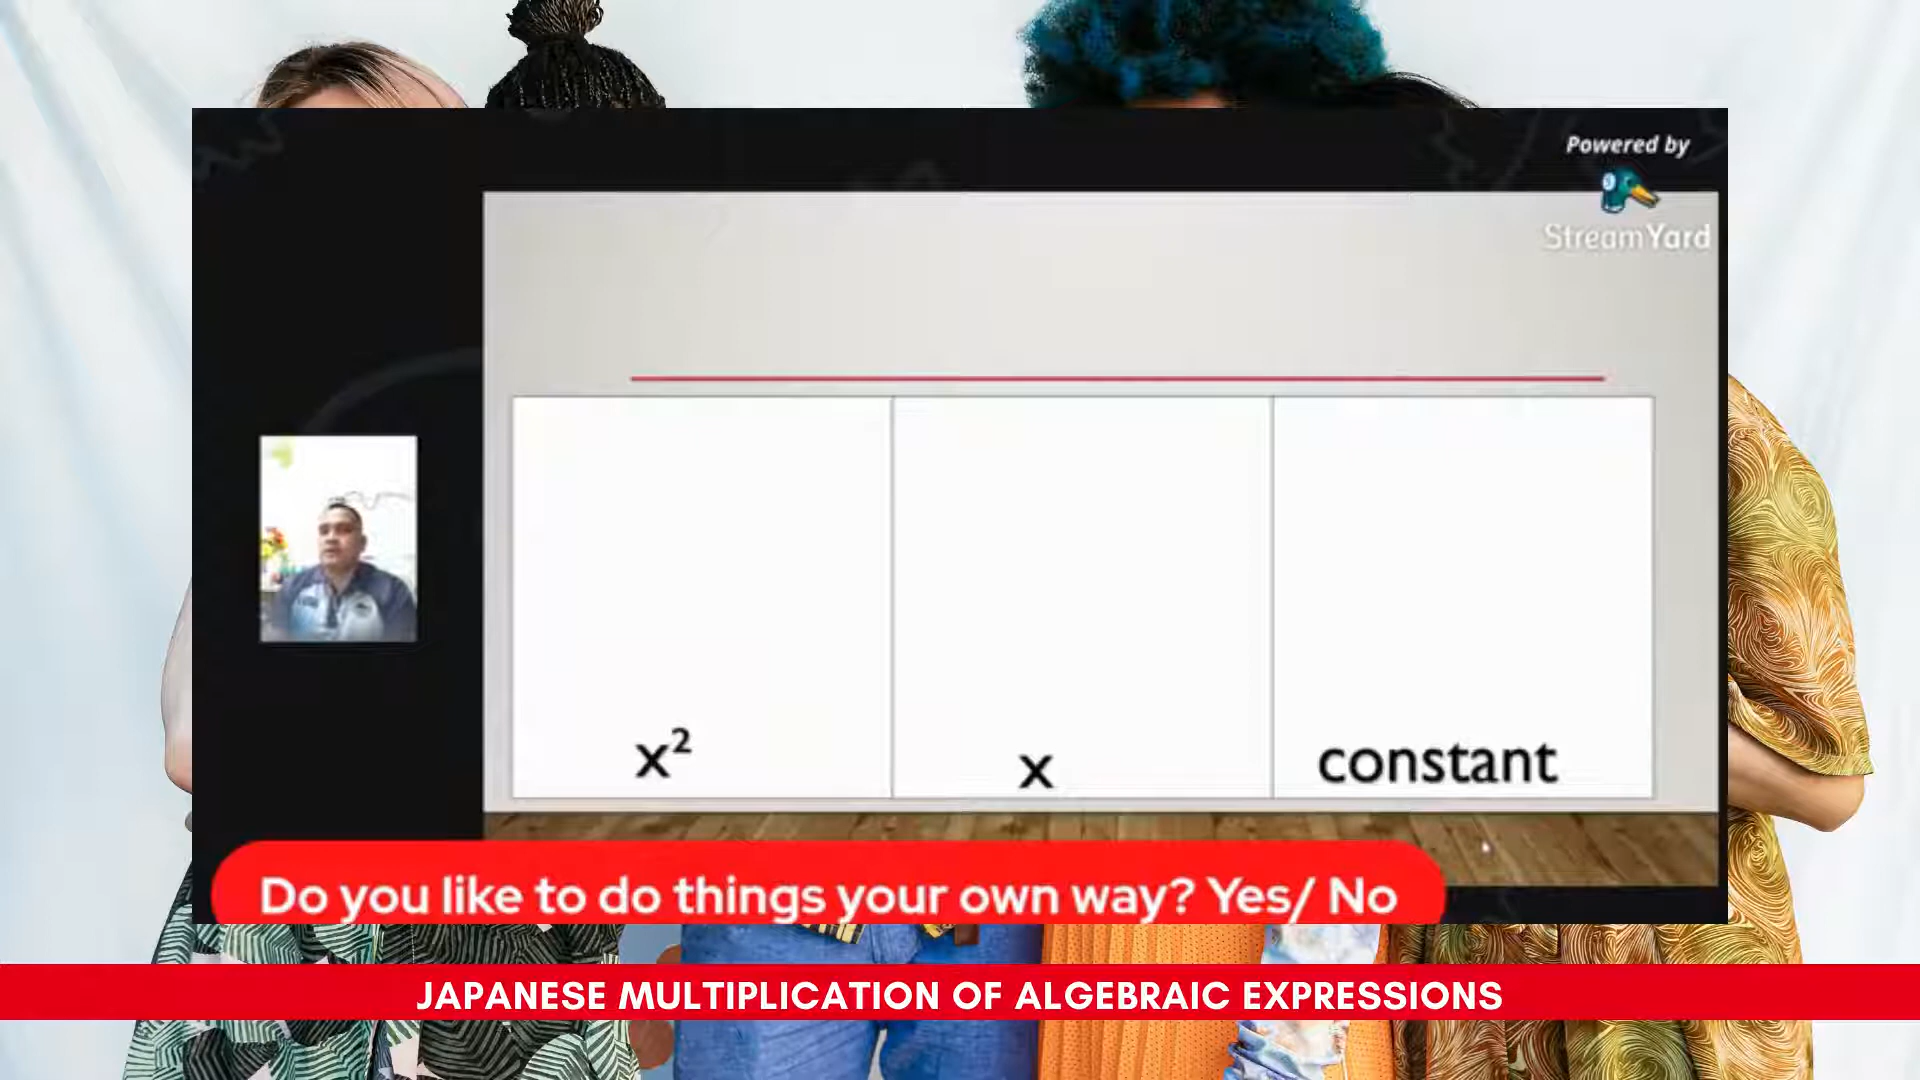 Powered by
StreamYard
x²
x
constant
Do you like to do things your own way? Yes/ No
JAPANESE MULTIPLICATION OF ALGEBRAIC EXPRESSIONS